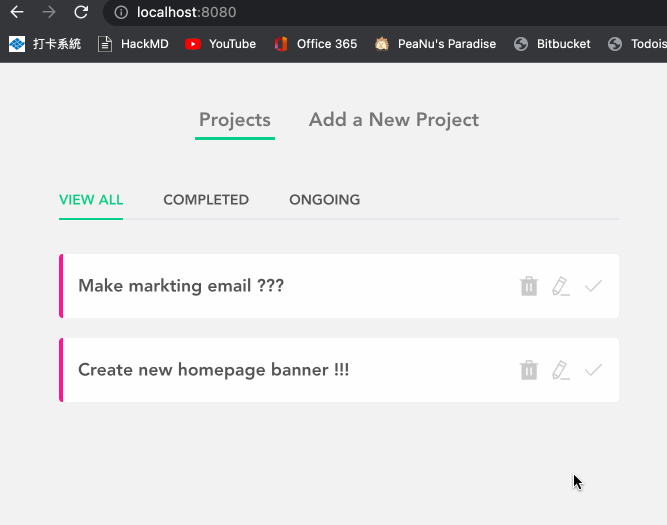 localhost:8080
打卡系統 HackMD YouTube Office 365 PeaNu's Paradise Bitbucket Todois
Projects Add a New Project
VIEW ALL COMPLETED ONGOING
Make markting email ???
Create new homepage banner !!!